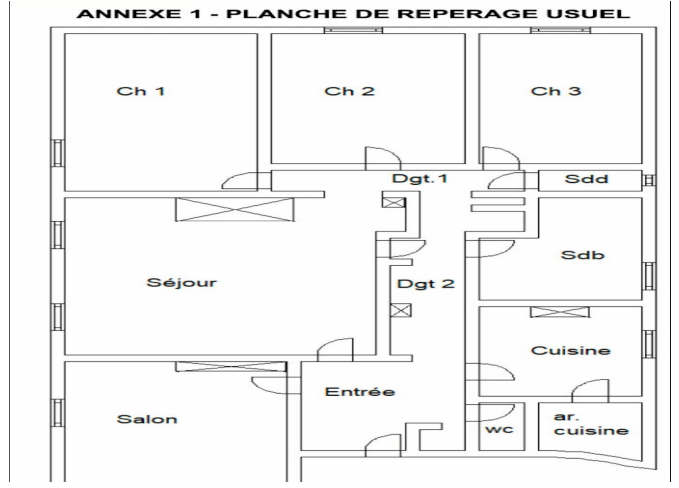 ANNEXE 1 - PLANCHE DE REPERAGE USUEL
Ch 1
Ch 2
Ch 3
Dgt.1
Sdd
Sdb
Séjour
Dgt 2
Cuisine
Entrée
Salon
wc
ar.
cuisine